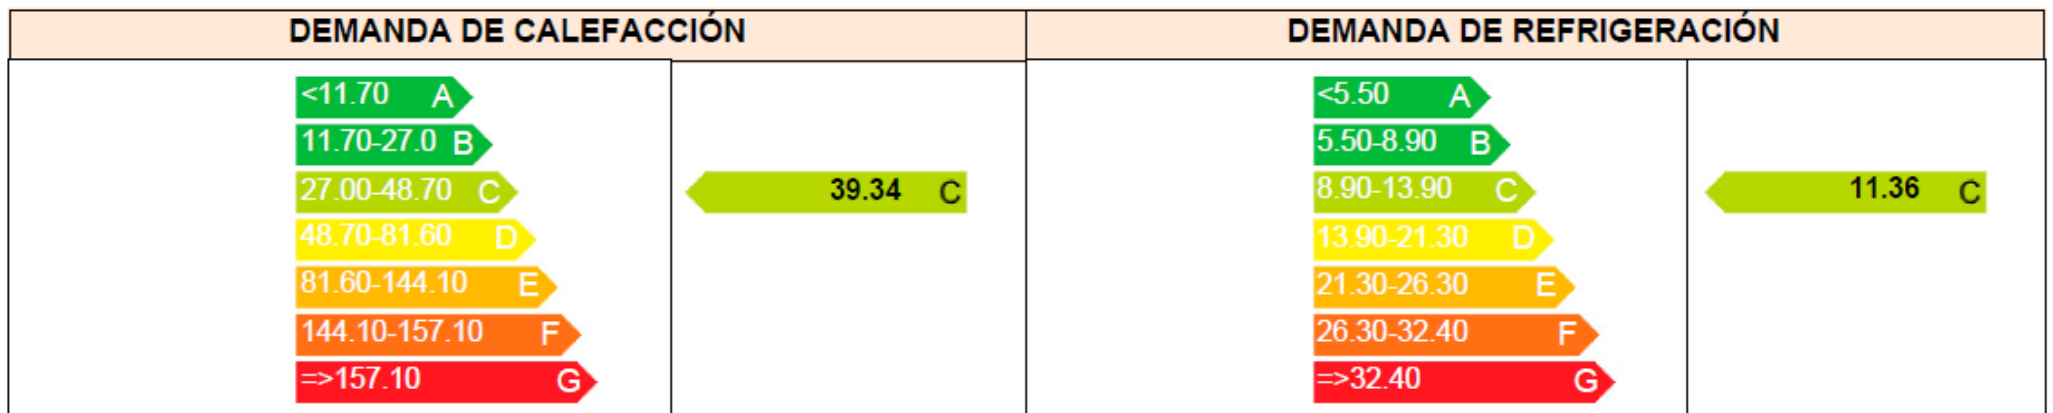 DEMANDA DE CALEFACCIÓN
<11.70 A
11.70-27.0 B
27.00-48.70 C
48.70-81.60 D
81.60-144.10 E
144.10-157.10 F
=>157.10 G
39.34 C
DEMANDA DE REFRIGERACIÓN
<5.50 A
5.50-8.90 B
8.90-13.90 C
13.90-21.30 D
21.30-26.30 E
26.30-32.40 F
=>32.40 G
11.36 C